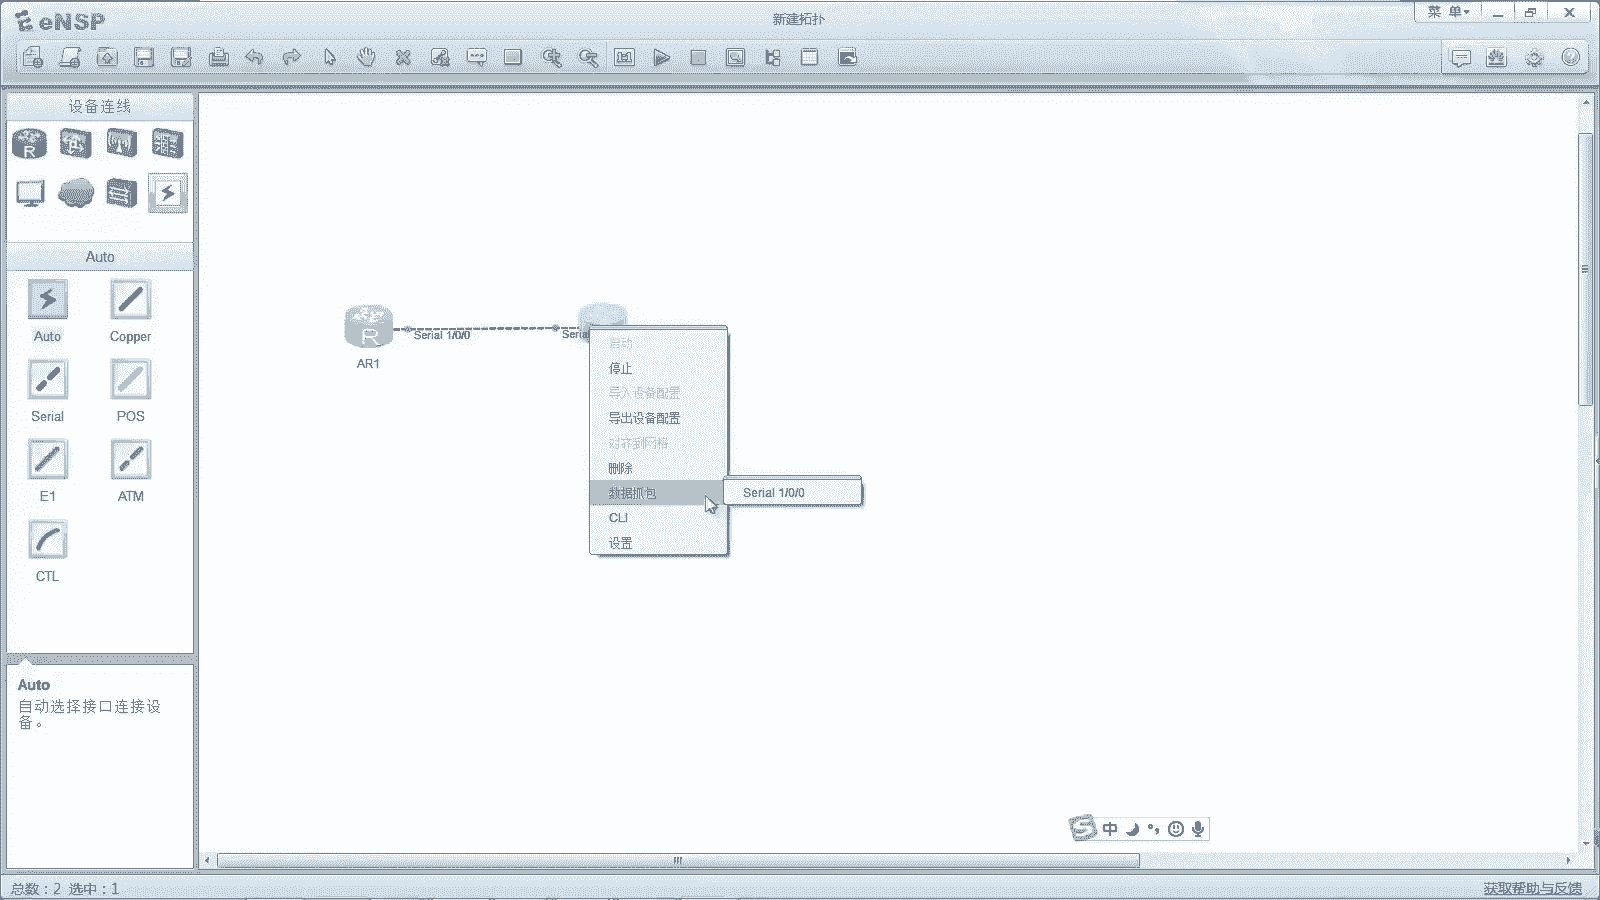 eNSP
新建拓扑
菜 单
设备连线
Auto
Auto
Copper
Serial
POS
E1
ATM
CTL
Auto
自动选择接口连接设
备。
AR1
Serial 1/0/0
Serial
启动
停止
导入设备配置
导出设备配置
对齐到网格
删除
数据抓包
Serial 1/0/0
CLI
设置
中
总数：2 选中：1
获取帮助与反馈